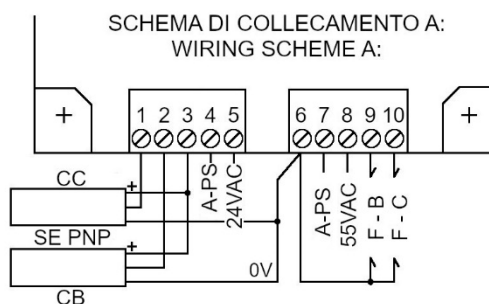 SCHEMA DI COLLECAMENTO A:
WIRING SCHEME A:
1 2 3 4 5 6 7 8 9 10
A-PS
24VAC
A-PS
55VAC
F - B
F - C
CC
+
SE PNP
+
CB
0V